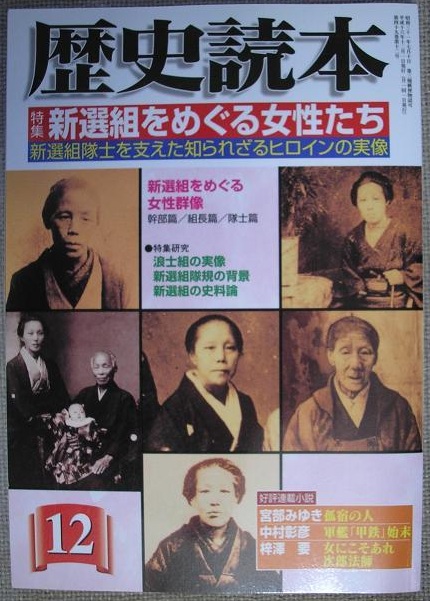 歴史読本
特集 新選組をめぐる女性たち
新選組隊士を支えた知られざるヒロインの実像
新選組をめぐる
女性群像
幹部篇／組長篇／隊士篇
●特集研究
浪士組の実像
新選組隊規の背景
新選組の史料論
好評連載小説
宮部みゆき 孤宿の人
中村彰彦 軍艦「甲鉄」始末
梓澤 要 女にこそあれ
次郎法師
12